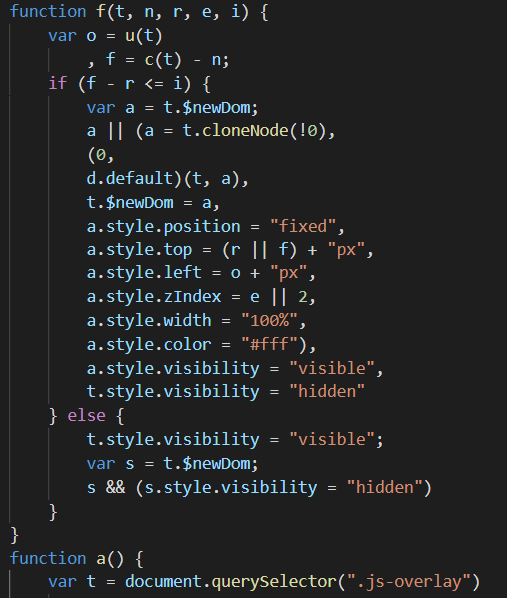 function f(t, n, r, e, i) {
    var o = u(t)
        , f = c(t) - n;
    if (f - r <= i) {
        var a = t.$newDom;
        a || (a = t.cloneNode(!0),
        (0,
        d.default)(t, a),
        t.$newDom = a,
        a.style.position = "fixed",
        a.style.top = (r || f) + "px",
        a.style.left = o + "px",
        a.style.zIndex = e || 2,
        a.style.width = "100%",
        a.style.color = "#fff"),
        a.style.visibility = "visible",
        t.style.visibility = "hidden"
    } else {
        t.style.visibility = "visible";
        var s = t.$newDom;
        s && (s.style.visibility = "hidden")
    }
}
function a() {
    var t = document.querySelector(".js-overlay")